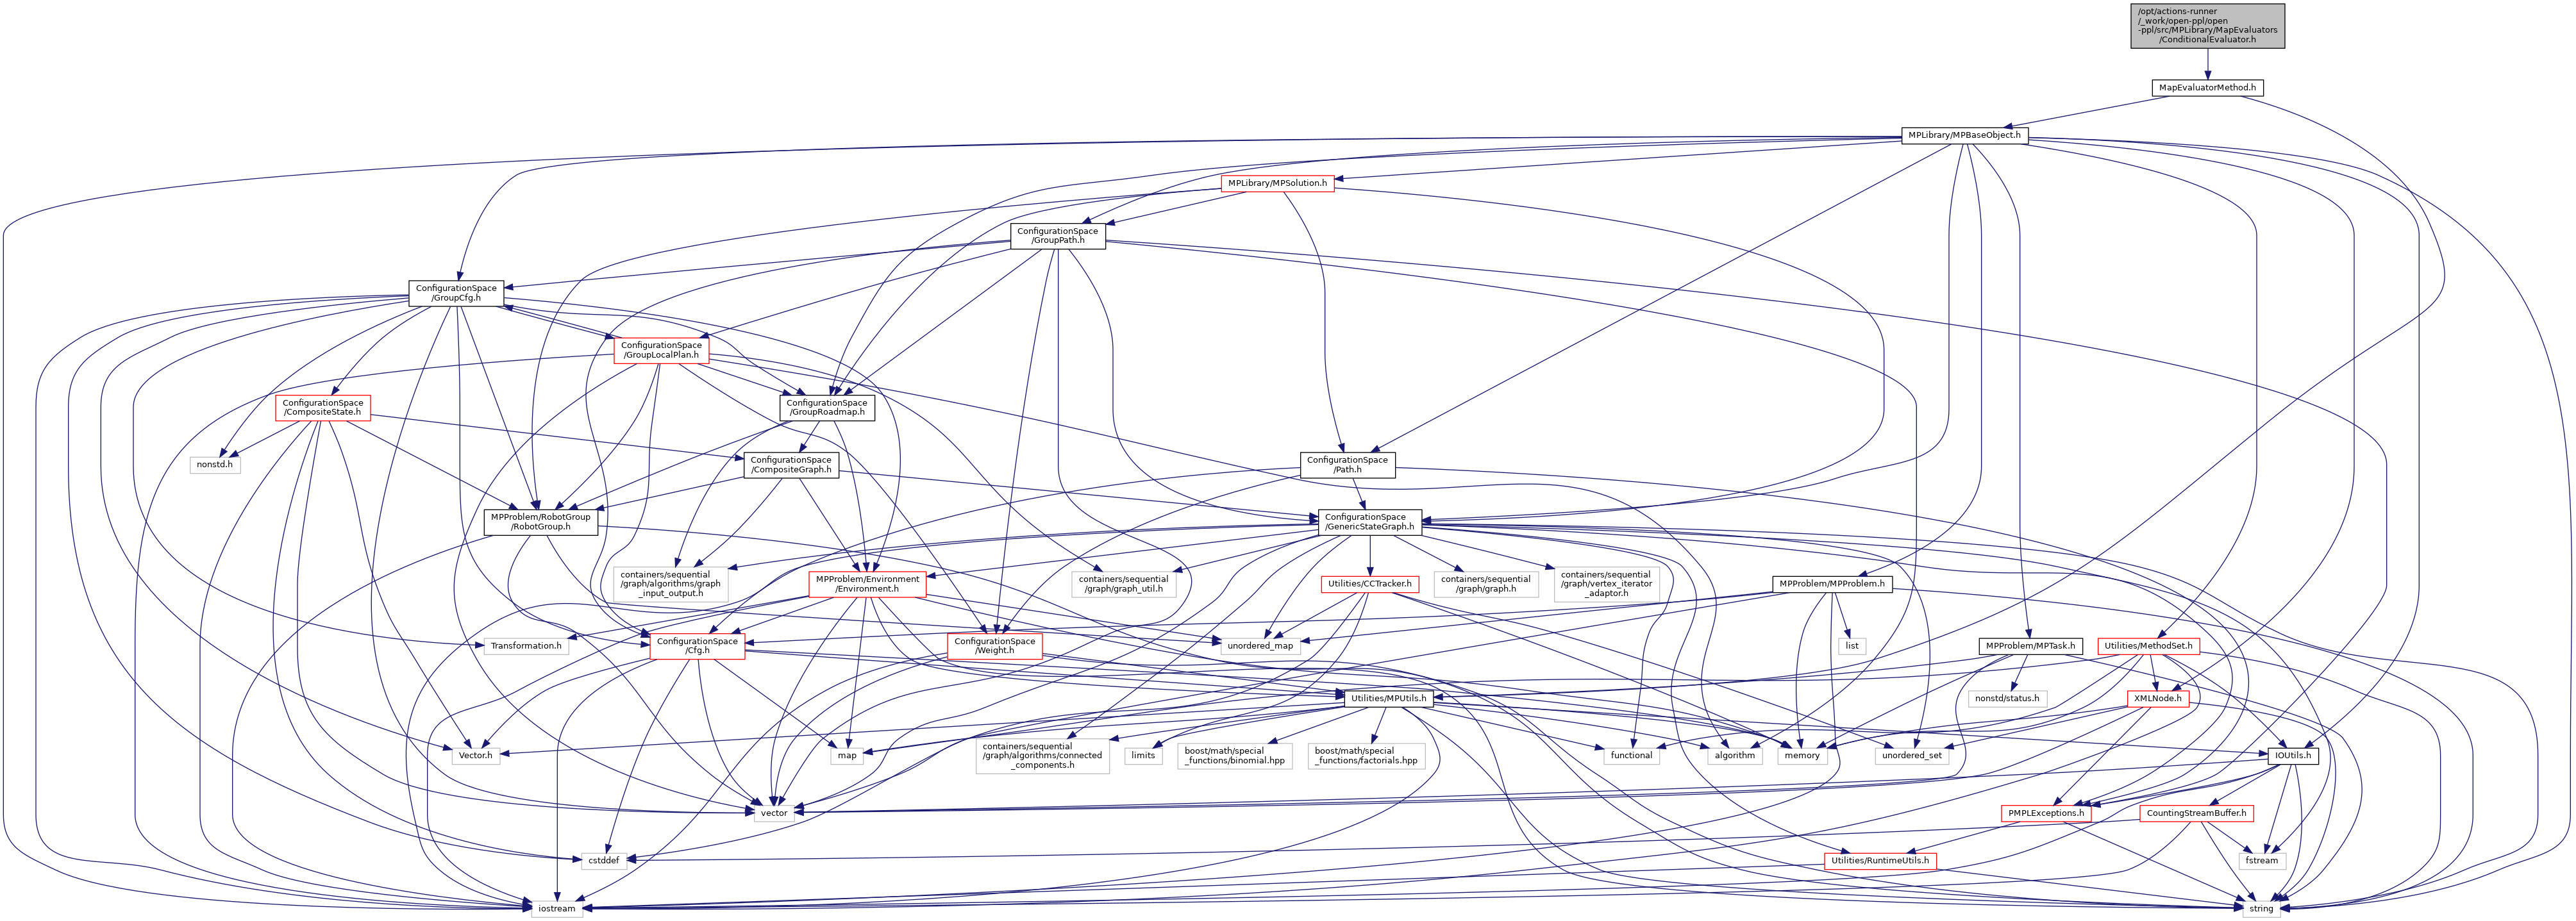 /opt/actions-runner
/_work/open-ppl/open
-ppl/src/MPLibrary/MapEvaluators
/ConditionalEvaluator.h
MapEvaluatorMethod.h
MPLibrary/MPBaseObject.h
MPLibrary/MPSolution.h
ConfigurationSpace
/GroupPath.h
ConfigurationSpace
/GroupCfg.h
ConfigurationSpace
/GroupLocalPlan.h
ConfigurationSpace
/CompositeState.h
ConfigurationSpace
/GroupRoadmap.h
nonstd.h
ConfigurationSpace
/CompositeGraph.h
ConfigurationSpace
/Path.h
MPProblem/RobotGroup
/RobotGroup.h
ConfigurationSpace
/GenericStateGraph.h
containers/sequential
/graph/algorithms/graph
_input_output.h
MPProblem/Environment
/Environment.h
containers/sequential
/graph/graph_util.h
Utilities/CCTracker.h
containers/sequential
/graph/graph.h
containers/sequential
/graph/vertex_iterator
_adaptor.h
MPProblem/MPProblem.h
Transformation.h
ConfigurationSpace
/Cfg.h
ConfigurationSpace
/Weight.h
unordered_map
list
MPProblem/MPTask.h
Utilities/MethodSet.h
Utilities/MPUtils.h
nonstd/status.h
XMLNode.h
Vector.h
map
containers/sequential
/graph/algorithms/connected
_components.h
limits
boost/math/special
_functions/binomial.hpp
boost/math/special
_functions/factorials.hpp
functional
algorithm
memory
unordered_set
IOUtils.h
vector
PMPLExceptions.h
CountingStreamBuffer.h
cstddef
Utilities/RuntimeUtils.h
fstream
iostream
string